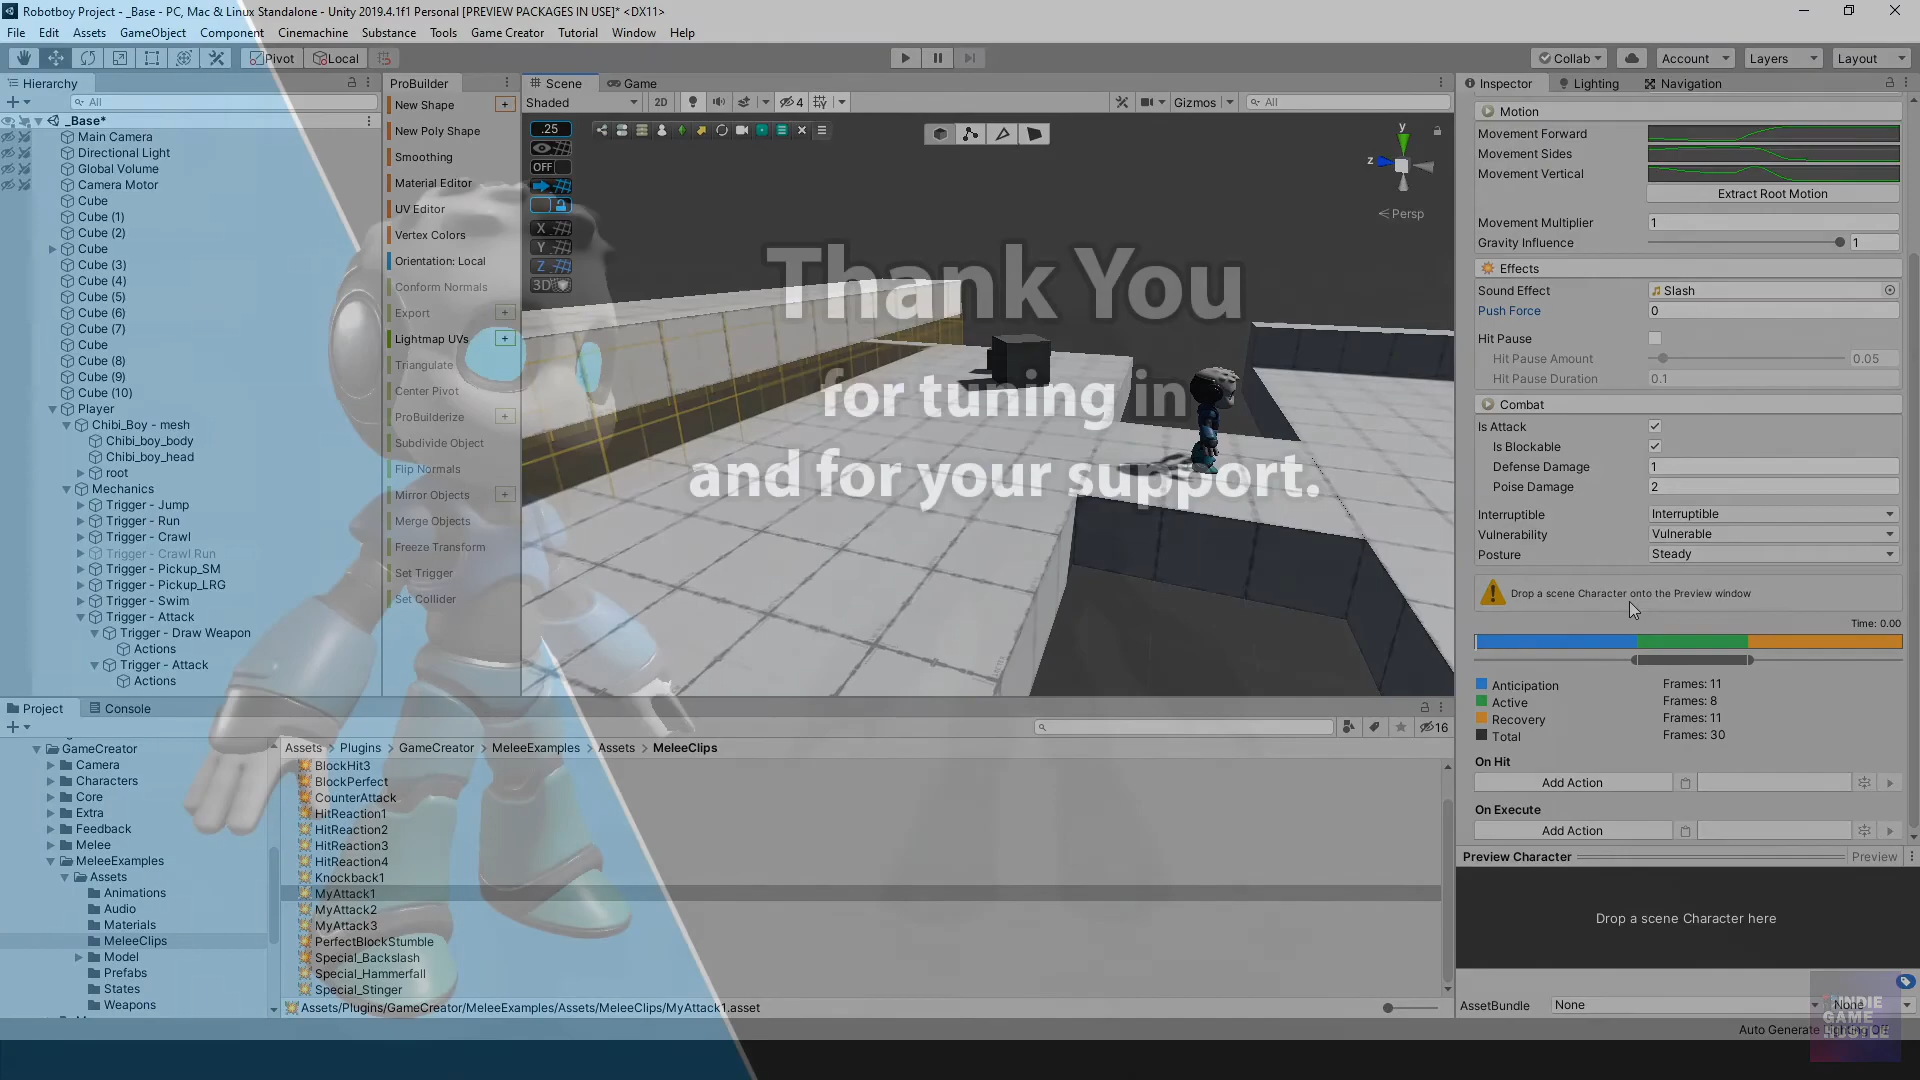 Robotboy Project - _Base - PC, Mac & Linux Standalone - Unity 2019.4.1f1 Personal [PREVIEW PACKAGES IN USE]* <DX11>
File Edit Assets GameObject Component Cinemachine Substance Tools Game Creator Tutorial Window Help
Pivot Local Collab Account Layers Layout
Hierarchy
All
_Base*
Main Camera
Directional Light
Global Volume
Camera Motor
Cube
Cube (1)
Cube (2)
Cube
Cube (3)
Cube (4)
Cube (5)
Cube (6)
Cube (7)
Cube
Cube (8)
Cube (9)
Cube (10)
Player
Chibi_Boy - mesh
Chibi_boy_body
Chibi_boy_head
root
Mechanics
Trigger - Jump
Trigger - Run
Trigger - Crawl
Trigger - Crawl Run
Trigger - Pickup_SM
Trigger - Pickup_LRG
Trigger - Swim
Trigger - Attack
Trigger - Draw Weapon
Actions
Trigger - Attack
Actions
ProBuilder
New Shape +
New Poly Shape
Smoothing
Material Editor
UV Editor
Vertex Colors
Orientation: Local
Conform Normals
Export +
Lightmap UVs +
Triangulate
Center Pivot
ProBuilderize +
Subdivide Object
Flip Normals
Mirror Objects +
Merge Objects
Freeze Transform
Set Trigger
Set Collider
Scene Game
Shaded 2D 4 Gizmos All
.25
OFF
X
Y
Z
3D
y
z
Persp
Thank You
for tuning in
and for your support.
Inspector Lighting Navigation
Motion
Movement Forward
Movement Sides
Movement Vertical
Extract Root Motion
Movement Multiplier 1
Gravity Influence 1
Effects
Sound Effect Slash
Push Force 0
Hit Pause
Hit Pause Amount 0.05
Hit Pause Duration 0.1
Combat
Is Attack
Is Blockable
Defense Damage 1
Poise Damage 2
Interruptible Interruptible
Vulnerability Vulnerable
Posture Steady
Drop a scene Character onto the Preview window
Time: 0.00
Anticipation Frames: 11
Active Frames: 8
Recovery Frames: 11
Total Frames: 30
On Hit
Add Action
On Execute
Add Action
Preview Character Preview
Drop a scene Character here
AssetBundle None None
Auto Generate Lighting Off
INDIE
GAME
HUSTLE
Project Console
16
GameCreator
Camera
Characters
Core
Extra
Feedback
Melee
MeleeExamples
Assets
Animations
Audio
Materials
MeleeClips
Model
Prefabs
States
Weapons
Assets Plugins GameCreator MeleeExamples Assets MeleeClips
BlockHit3
BlockPerfect
CounterAttack
HitReaction1
HitReaction2
HitReaction3
HitReaction4
Knockback1
MyAttack1
MyAttack2
MyAttack3
PerfectBlockStumble
Special_Backslash
Special_Hammerfall
Special_Stinger
Assets/Plugins/GameCreator/MeleeExamples/Assets/MeleeClips/MyAttack1.asset